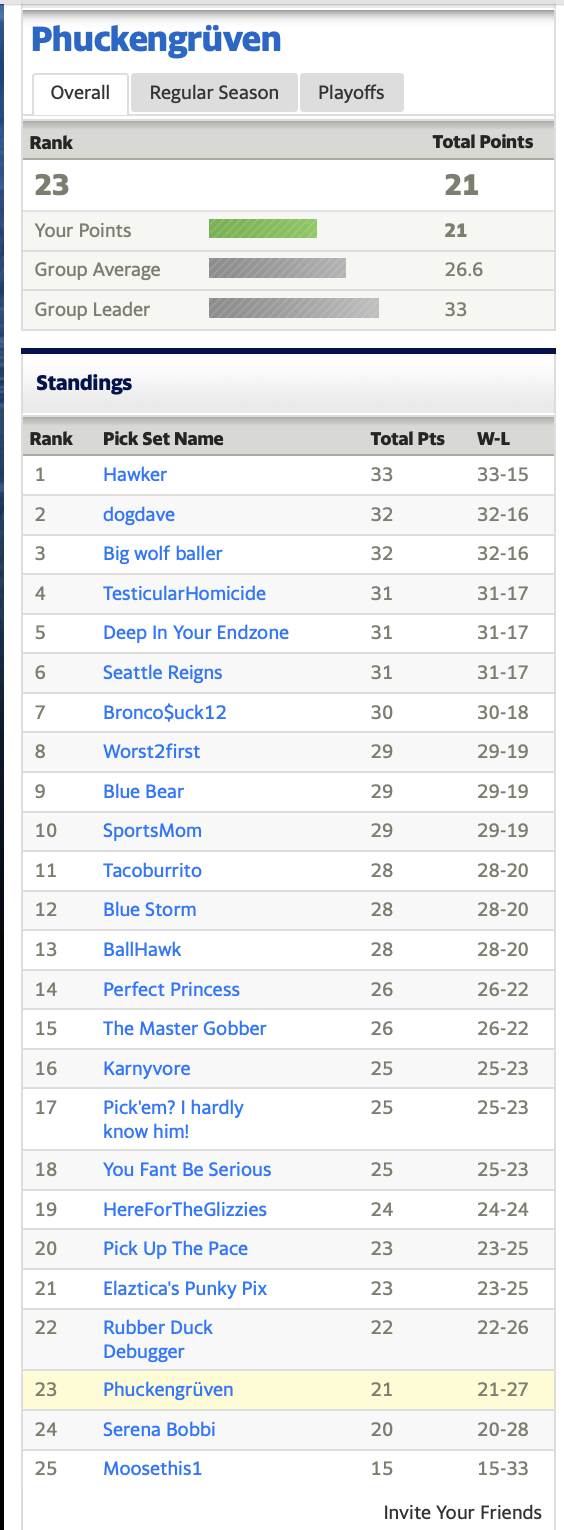 Phuckengrüven
Overall Regular Season Playoffs
Rank Total Points
23 21
Your Points 21
Group Average 26.6
Group Leader 33
Standings
Rank Pick Set Name Total Pts W-L
1 Hawker 33 33-15
2 dogdave 32 32-16
3 Big wolf baller 32 32-16
4 TesticularHomicide 31 31-17
5 Deep In Your Endzone 31 31-17
6 Seattle Reigns 31 31-17
7 Bronco$uck12 30 30-18
8 Worst2first 29 29-19
9 Blue Bear 29 29-19
10 SportsMom 29 29-19
11 Tacoburrito 28 28-20
12 Blue Storm 28 28-20
13 BallHawk 28 28-20
14 Perfect Princess 26 26-22
15 The Master Gobber 26 26-22
16 Karnyvore 25 25-23
17 Pick'em? I hardly 25 25-23
know him!
18 You Fant Be Serious 25 25-23
19 HereForTheGlizzies 24 24-24
20 Pick Up The Pace 23 23-25
21 Elaztica's Punky Pix 23 23-25
22 Rubber Duck 22 22-26
Debugger
23 Phuckengrüven 21 21-27
24 Serena Bobbi 20 20-28
25 Moosethis1 15 15-33
Invite Your Friends